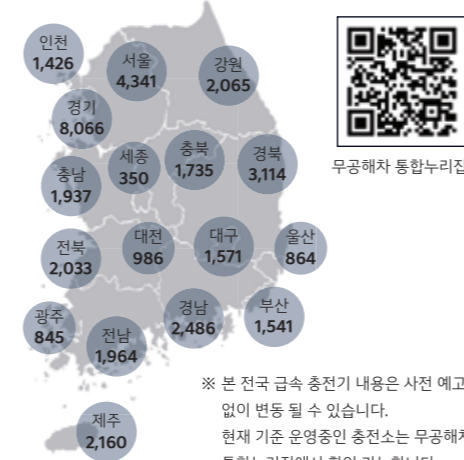 인천
1,426
서울
4,341
강원
2,065
경기
8,066
세종
350
충북
1,735
경북
3,114
충남
1,937
무공해차 통합누리집
전북
2,033
대전
986
대구
1,571
울산
864
광주
845
전남
1,964
경남
2,486
부산
1,541
제주
2,160
※ 본 전국 급속 충전기 내용은 사전 예고
없이 변동 될 수 있습니다.
현재 기준 운영중인 충전소는 무공해차